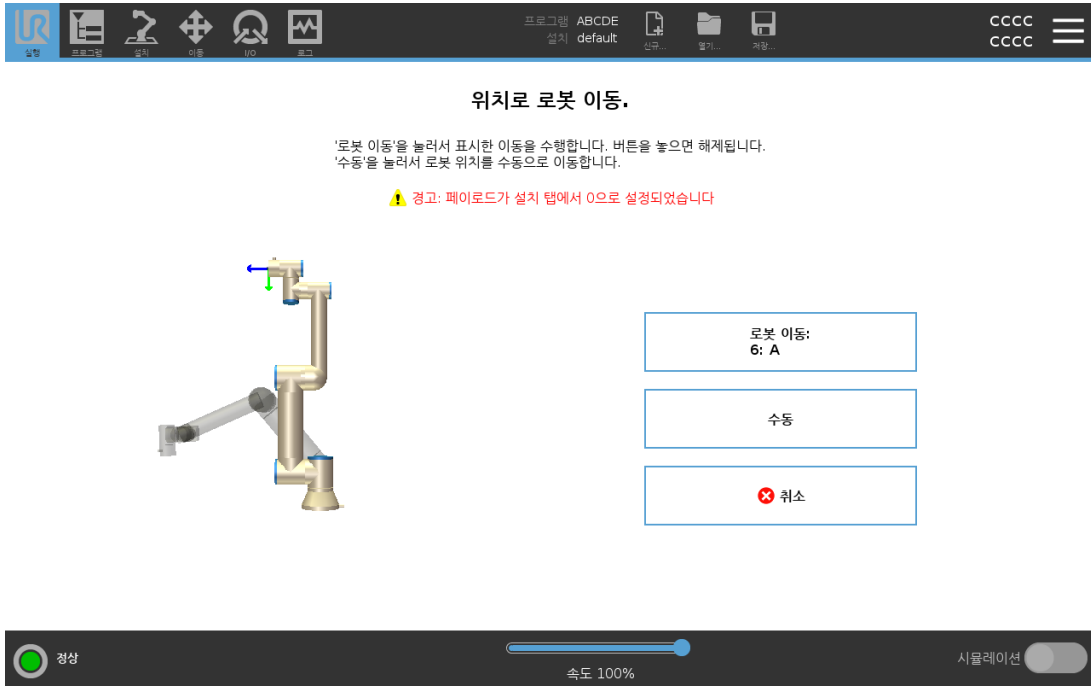 UR
실행
프로그램
설치
이동
I/O
로그
프로그램 ABCDE
설치 default
신규...
열기...
저장...
CCCC
CCCC
위치로 로봇 이동.
'로봇 이동'을 눌러서 표시한 이동을 수행합니다. 버튼을 놓으면 해제됩니다.
'수동'을 눌러서 로봇 위치를 수동으로 이동합니다.
경고: 페이로드가 설치 탭에서 0으로 설정되었습니다
로봇 이동:
6: A
수동
취소
정상
속도 100%
시뮬레이션